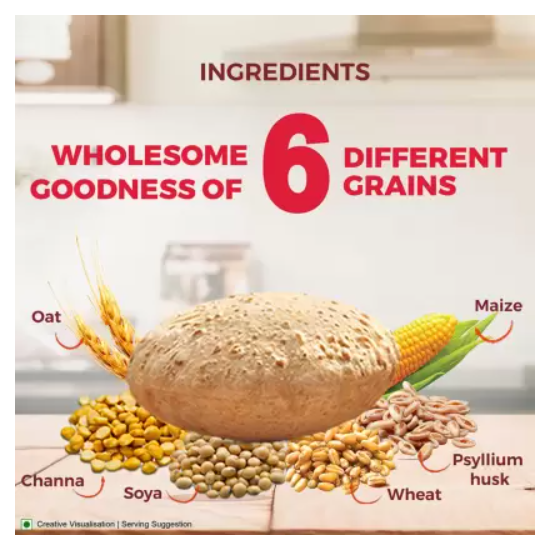 INGREDIENTS
WHOLESOME
GOODNESS OF
6
DIFFERENT
GRAINS
Oat
Maize
Channa
Soya
Wheat
Psyllium
husk
Creative Visualisation | Serving Suggestion